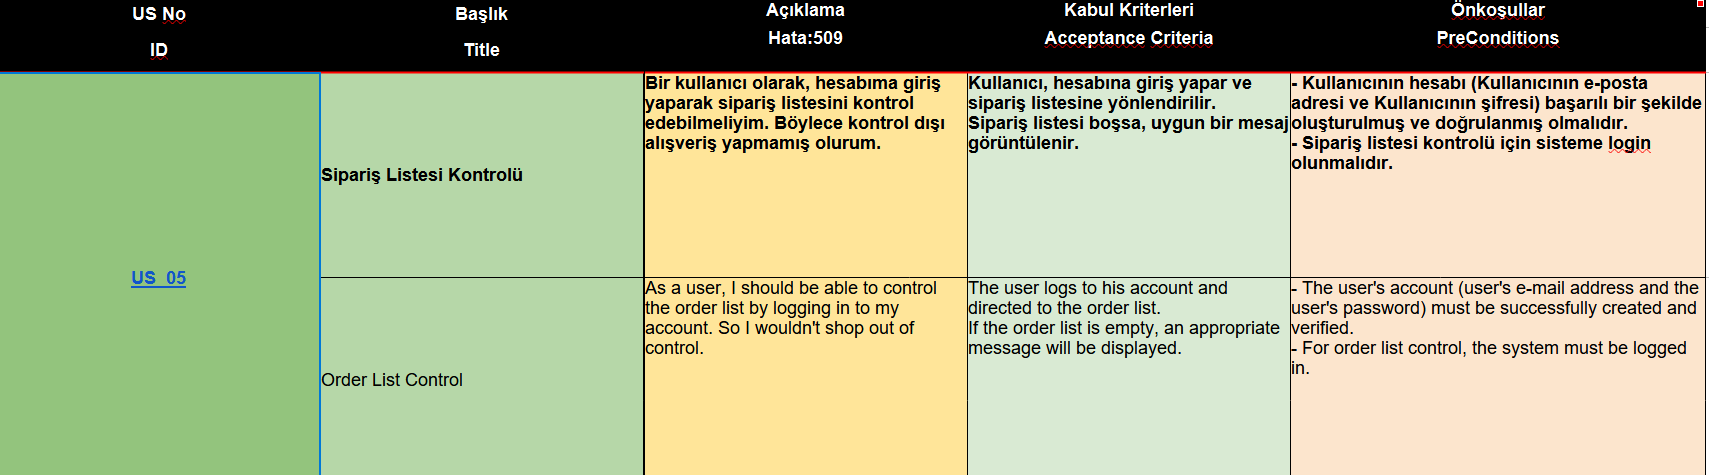 US No
ID
Başlık
Title
Açıklama
Hata:509
Kabul Kriterleri
Acceptance Criteria
Önkoşullar
PreConditions
US_05
Sipariş Listesi Kontrolü
Bir kullanıcı olarak, hesabıma giriş
yaparak sipariş listesini kontrol
edebilmeliyim. Böylece kontrol dışı
alışveriş yapmamış olurum.
Kullanıcı, hesabına giriş yapar ve
sipariş listesine yönlendirilir.
Sipariş listesi boşsa, uygun bir mesaj
görüntülenir.
- Kullanıcının hesabı (Kullanıcının e-posta
adresi ve Kullanıcının şifresi) başarılı bir şekilde
oluşturulmuş ve doğrulanmış olmalıdır.
- Sipariş listesi kontrolü için sisteme login
olunmalıdır.
Order List Control
As a user, I should be able to control
the order list by logging in to my
account. So I wouldn't shop out of
control.
The user logs to his account and
directed to the order list.
If the order list is empty, an appropriate
message will be displayed.
- The user's account (user's e-mail address and the
user's password) must be successfully created and
verified.
- For order list control, the system must be logged
in.